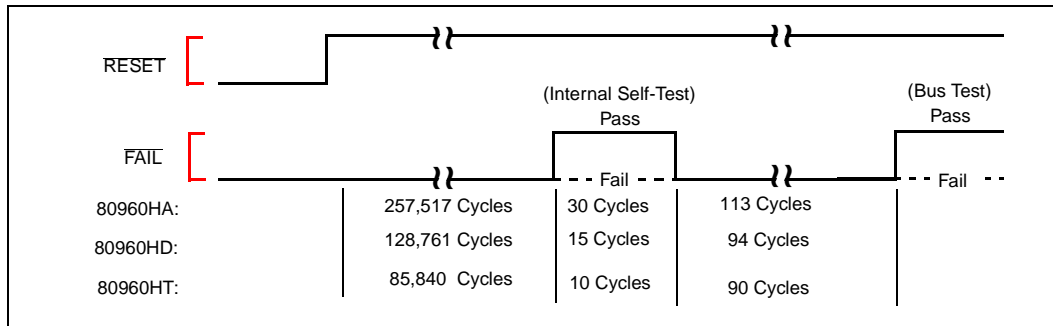 RESET
(Internal Self-Test)
Pass
(Bus Test)
Pass
FAIL
Fail
Fail
80960HA: 257,517 Cycles 30 Cycles 113 Cycles
80960HD: 128,761 Cycles 15 Cycles 94 Cycles
80960HT: 85,840 Cycles 10 Cycles 90 Cycles